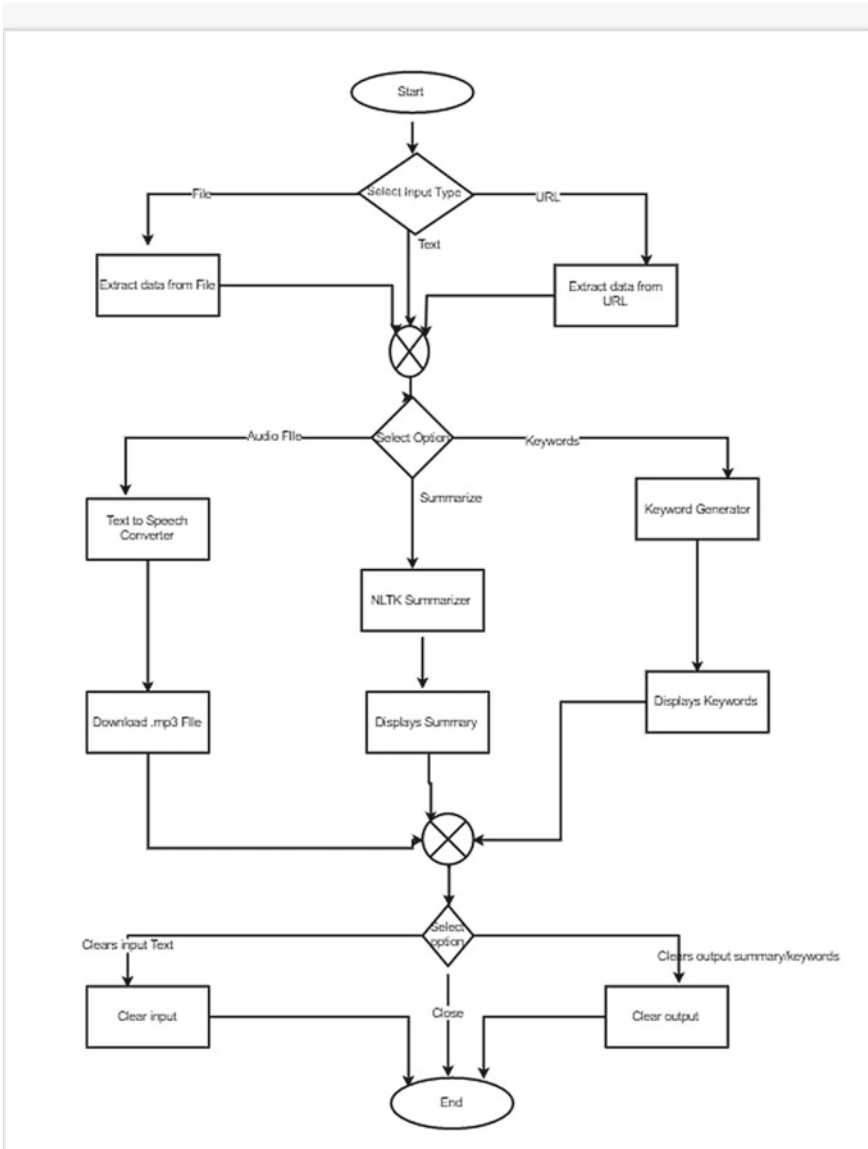 Start
Select Input Type
File
URL
Text
Extract data from File
Extract data from
URL
Select Option
Audio File
Keywords
Summarize
Text to Speech
Converter
Keyword Generator
NLTK Summarizer
Download .mp3 File
Displays Summary
Displays Keywords
Select
option
Clears input Text
Clears output summary/keywords
Clear input
Close
Clear output
End